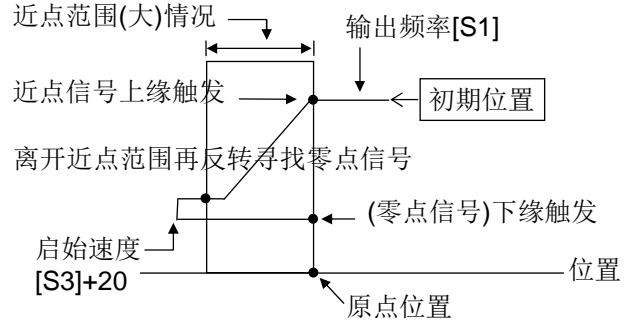 近点范围(大)情况
输出频率[S1]
近点信号上缘触发
初期位置
离开近点范围再反转寻找零点信号
(零点信号)下缘触发
启始速度
[S3]+20
位置
原点位置